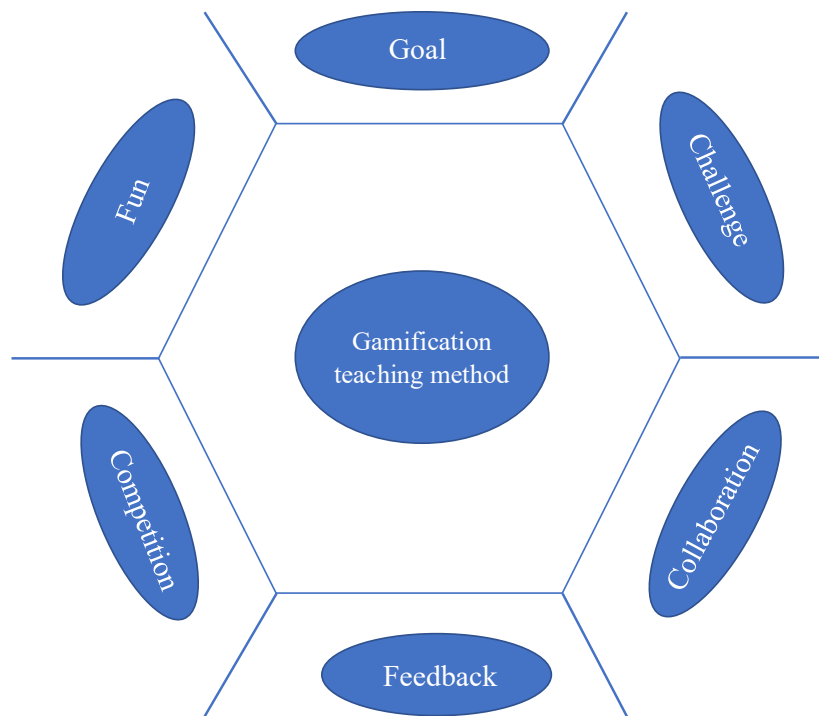 Goal
Fun
Challenge
Gamification
teaching method
Competition
Collaboration
Feedback